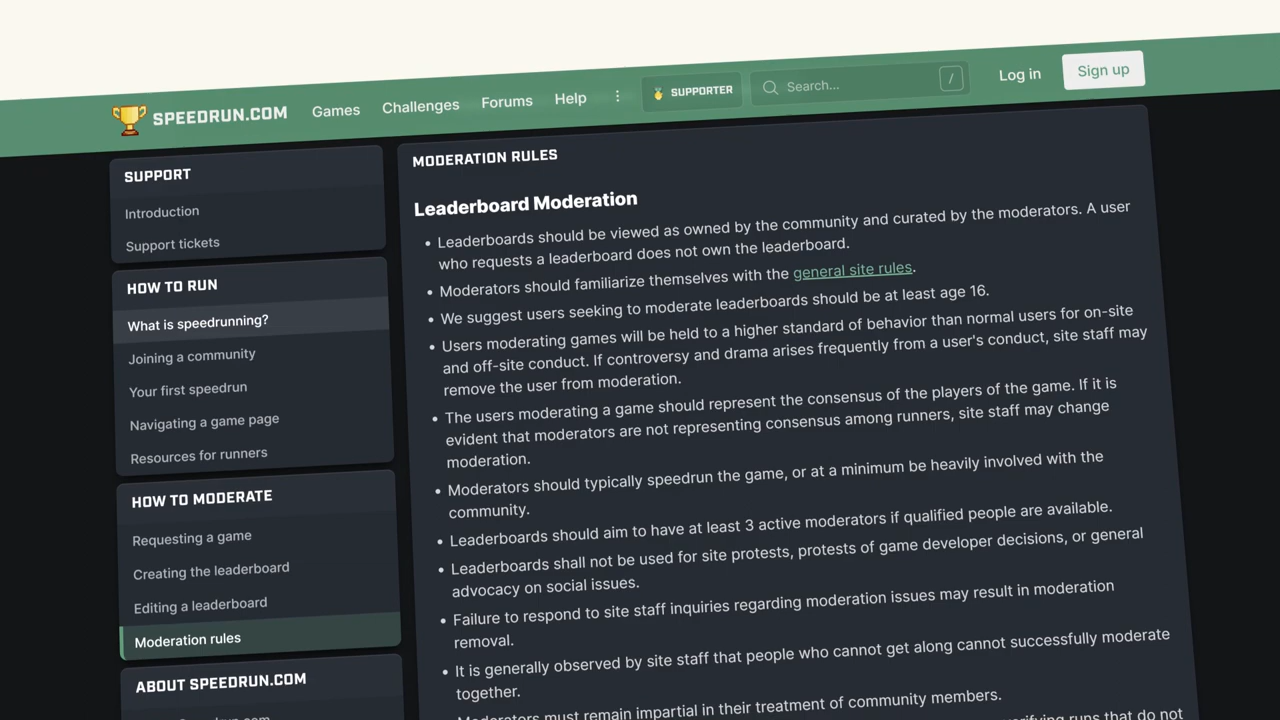 SPEEDRUN.COM
Games
Challenges
Forums
Help
SUPPORTER
Search...
/
Log in
Sign up
SUPPORT
Introduction
Support tickets
HOW TO RUN
What is speedrunning?
Joining a community
Your first speedrun
Navigating a game page
Resources for runners
HOW TO MODERATE
Requesting a game
Creating the leaderboard
Editing a leaderboard
Moderation rules
ABOUT SPEEDRUN.COM
MODERATION RULES
Leaderboard Moderation
• Leaderboards should be viewed as owned by the community and curated by the moderators. A user
who requests a leaderboard does not own the leaderboard.
• Moderators should familiarize themselves with the general site rules.
• We suggest users seeking to moderate leaderboards should be at least age 16.
• Users moderating games will be held to a higher standard of behavior than normal users for on-site
and off-site conduct. If controversy and drama arises frequently from a user's conduct, site staff may
remove the user from moderation.
• The users moderating a game should represent the consensus of the players of the game. If it is
evident that moderators are not representing consensus among runners, site staff may change
moderation.
• Moderators should typically speedrun the game, or at a minimum be heavily involved with the
community.
• Leaderboards should aim to have at least 3 active moderators if qualified people are available.
• Leaderboards shall not be used for site protests, protests of game developer decisions, or general
advocacy on social issues.
• Failure to respond to site staff inquiries regarding moderation issues may result in moderation
removal.
• It is generally observed by site staff that people who cannot get along cannot successfully moderate
together.
Moderators must remain impartial in their treatment of community members.
verifying runs that do not